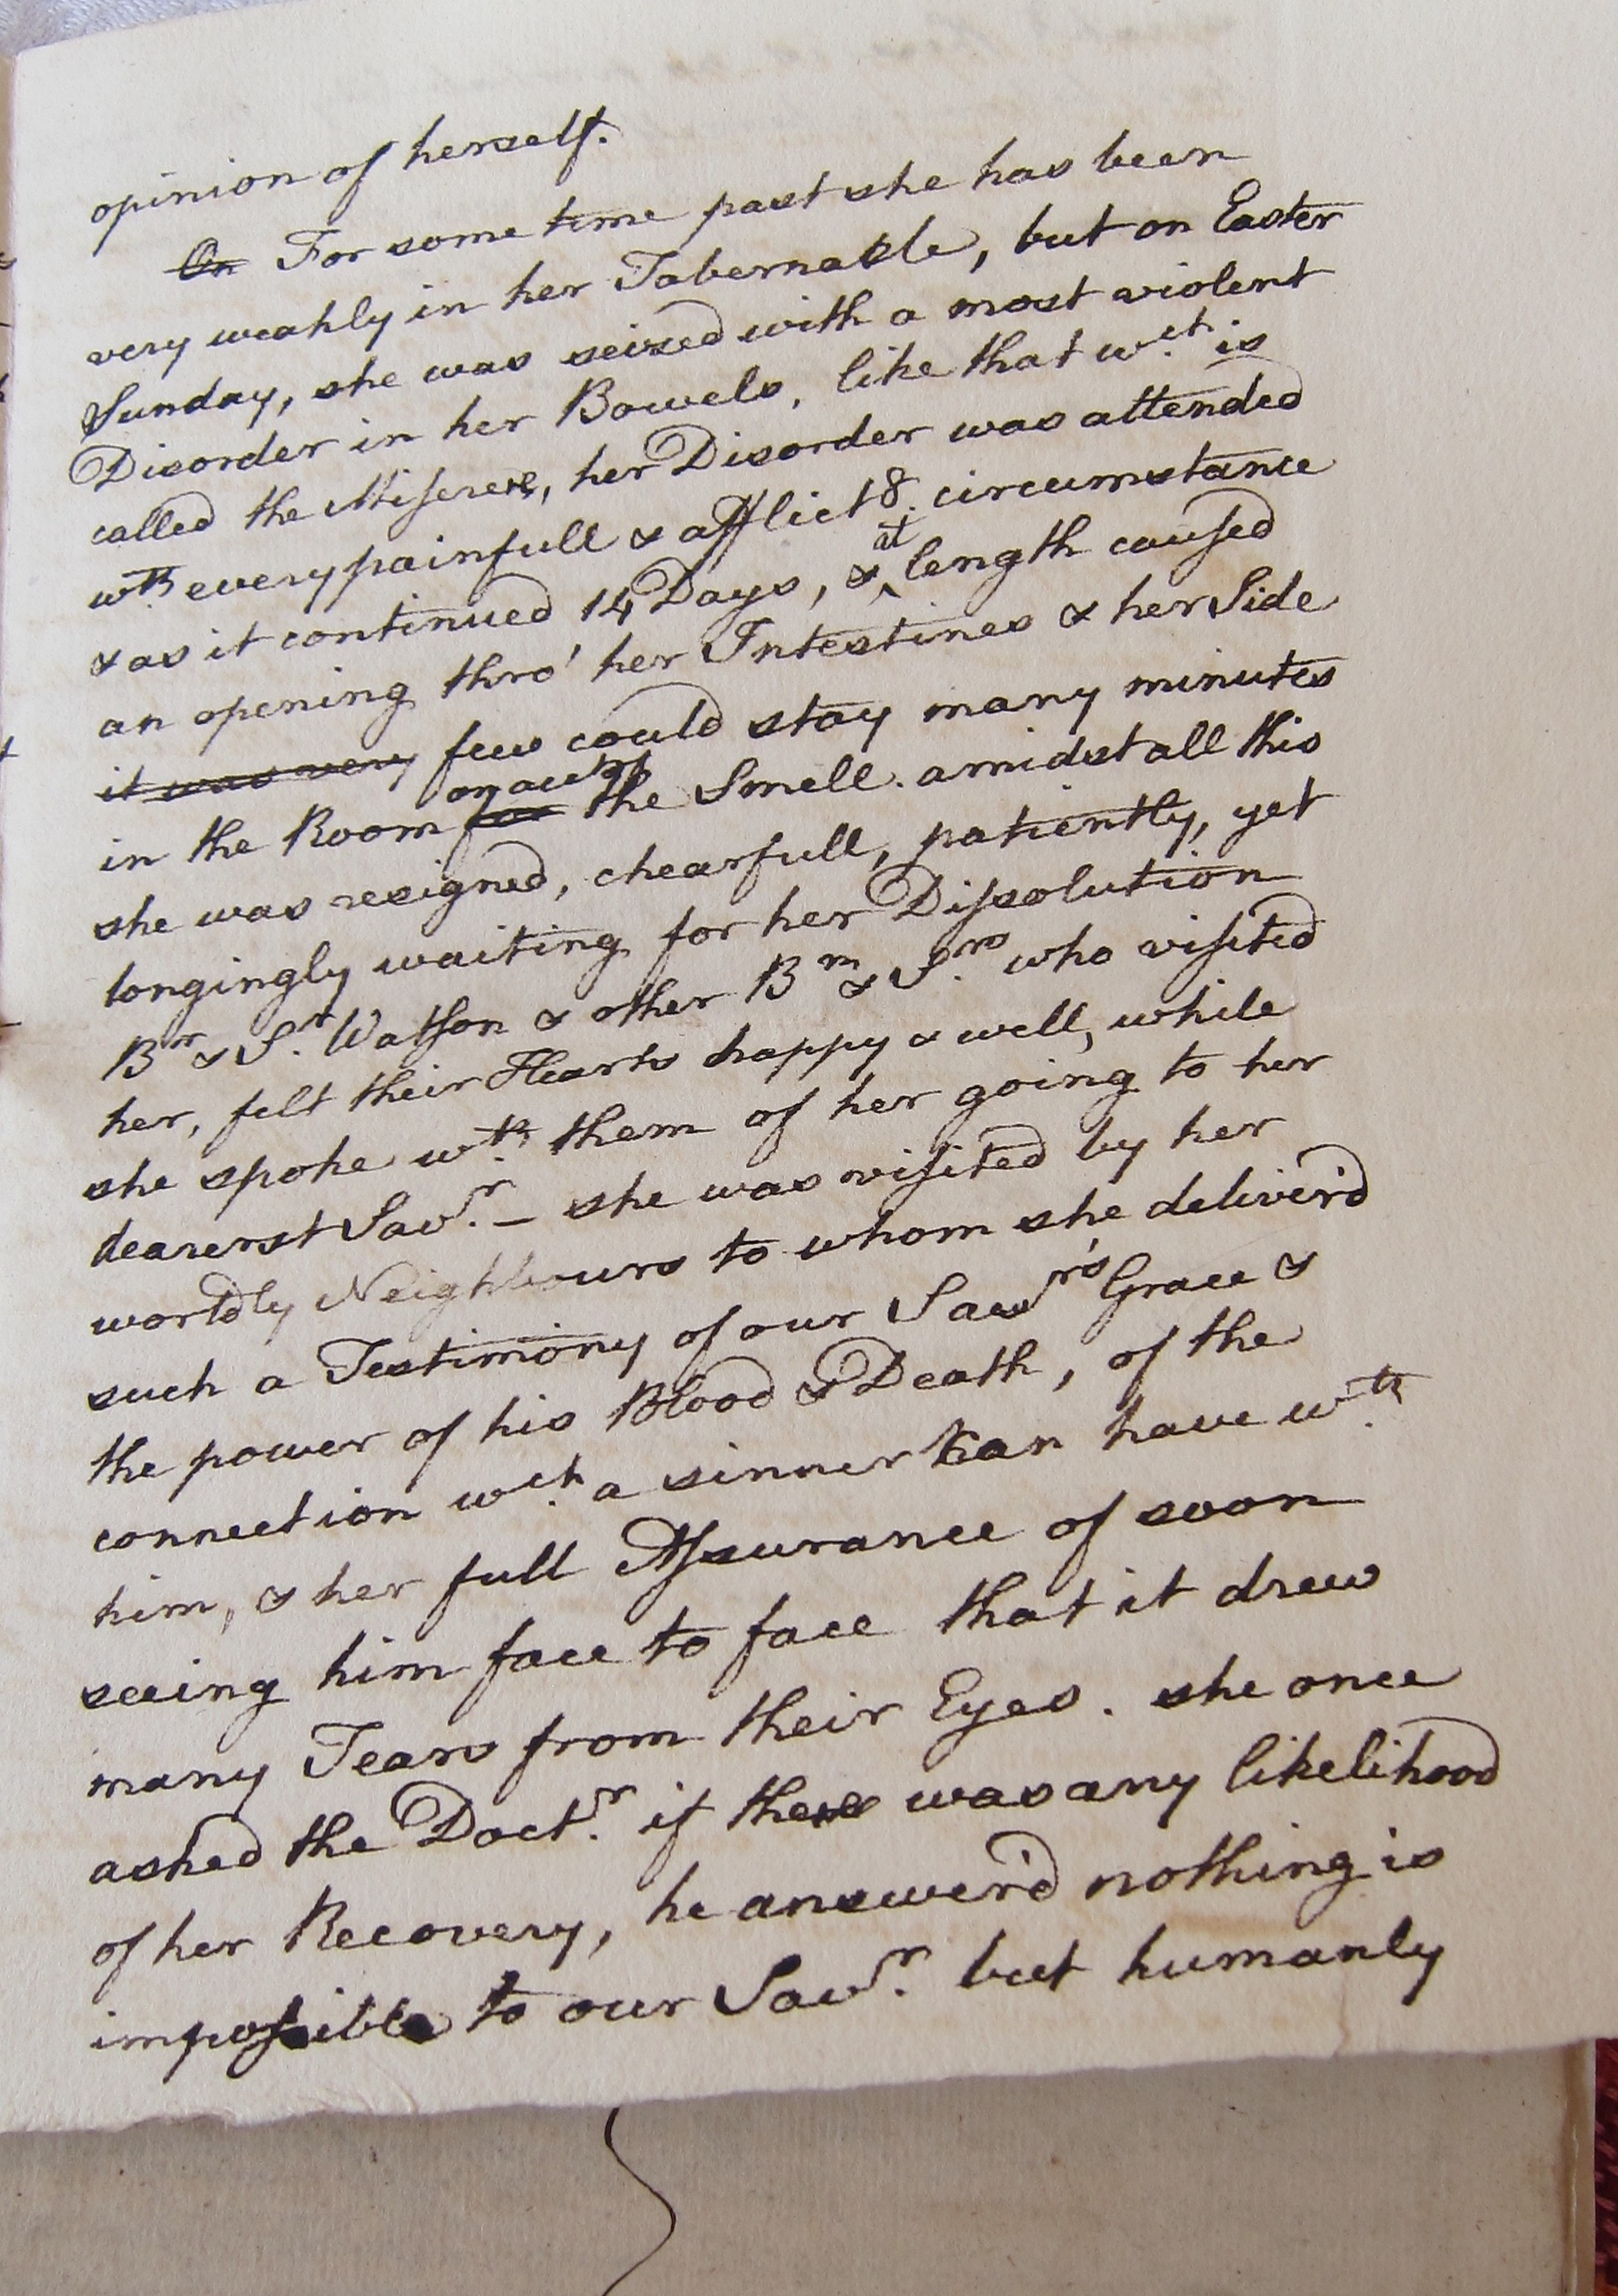 opinion of herself.
On For some time past she has been
very weakly in her Tabernakle, but on Easter
Sunday, she was seized with a most violent
Disorder in her Bowels, like that wch. is
called the Miserere, her Disorder was attended
wth. every painfull & afflictg. circumstance
& as it continued 14 Days, & at length caused
an opening thro' her Intestines & her Side
it was very few could stay many minutes
in the Room for on acct of the Smell. amidst all this
she was resigned, chearfull, patiently, yet
longingly waiting for her Dissolution
Br & Sr. Watson & other Brn & Srs. who visited
her, felt their Hearts happy & well, while
she spoke wth. them of her going to her
dearerst Savr. – she was visited by her
worldly Neighbours to whom she deliver'd
such a Testimony of our Savr's Grace &
the power of his Blood & Death, of the
connection wch. a sinner can have wth.
him, & her full Assurance of soon
seeing him face to face that it drew
many Tears from their Eyes. she once
asked the Doctr. if there was any likelihood
of her Recovery, he answer'd nothing is
impossible to our Savr. but humanly